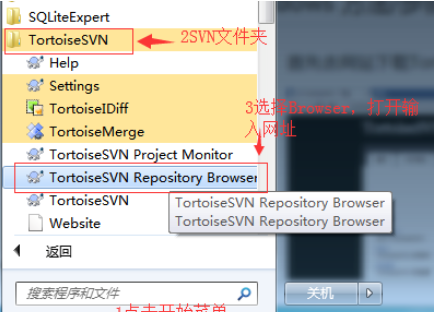 SQLiteExpert
TortoiseSVN
2SVN文件夹
Help
Settings
TortoiseIDiff
3选择Browser，打开输
入网址
TortoiseMerge
TortoiseSVN Project Monitor
TortoiseSVN Repository Browser
TortoiseSVN Repository Browser
TortoiseSVN
TortoiseSVN Repository Browser
Website
返回
搜索程序和文件
关机
1点击开始菜单